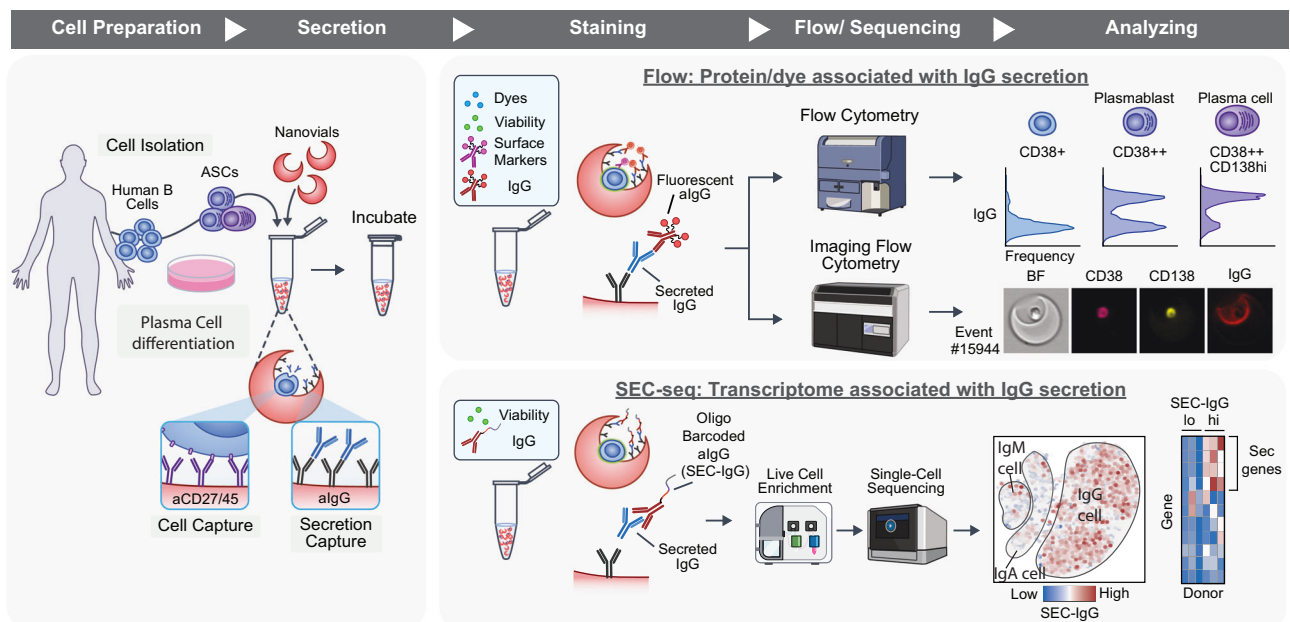 Cell Preparation
Secretion
Staining
Flow/ Sequencing
Analyzing
Cell Isolation
Human B
Cells
ASCs
Nanovials
Incubate
Plasma Cell
differentiation
aCD27/45
Cell Capture
aIgG
Secretion
Capture
Flow: Protein/dye associated with IgG secretion
Dyes
Viability
Surface
Markers
IgG
Fluorescent
aIgG
Secreted
IgG
Flow Cytometry
Imaging Flow
Cytometry
Plasmablast
Plasma cell
CD38+
CD38++
CD38++
CD138hi
IgG
Frequency
BF
CD38
CD138
IgG
Event
#15944
SEC-seq: Transcriptome associated with IgG secretion
Viability
IgG
Oligo
Barcoded
aIgG
(SEC-IgG)
Secreted
IgG
Live Cell
Enrichment
Single-Cell
Sequencing
IgM
cell
IgG
cell
IgA cell
Low
High
SEC-IgG
SEC-IgG
lo
hi
Sec
genes
Gene
Donor